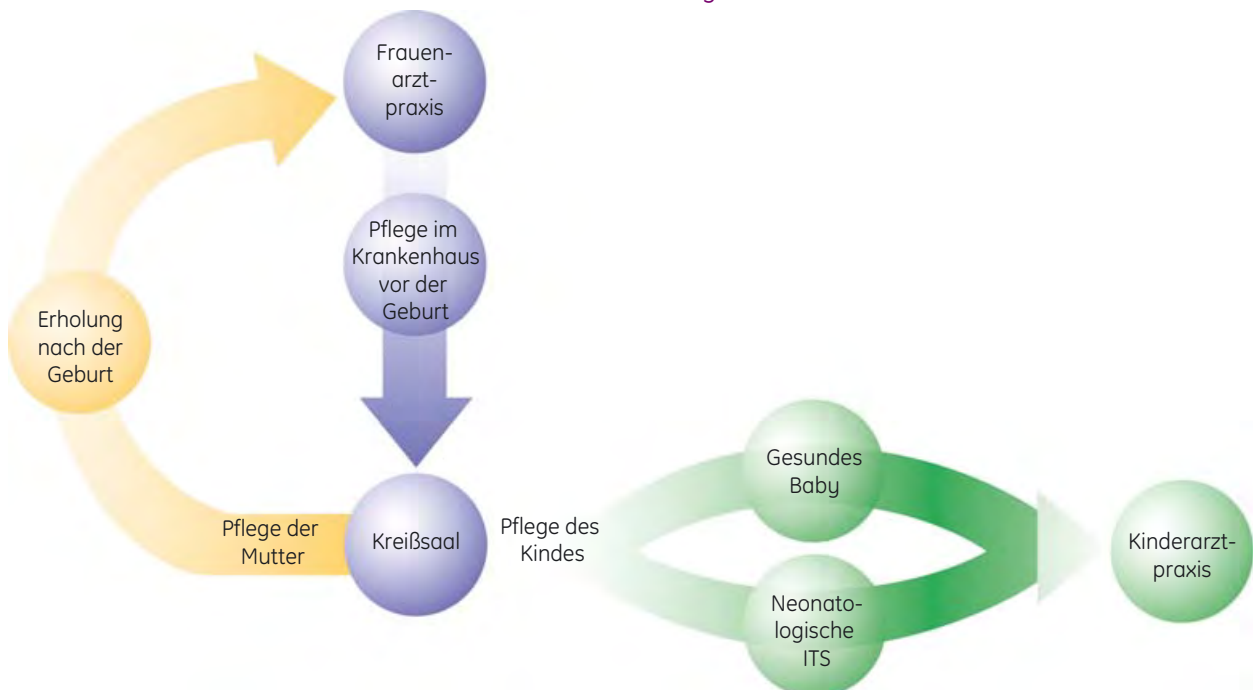 Frauen-
arzt-
praxis
Pflege im
Krankenhaus
vor der
Geburt
Erholung
nach der
Geburt
Pflege der
Mutter
Kreißsaal
Pflege des
Kindes
Gesundes
Baby
Neonato-
logische
ITS
Kinderarzt-
praxis